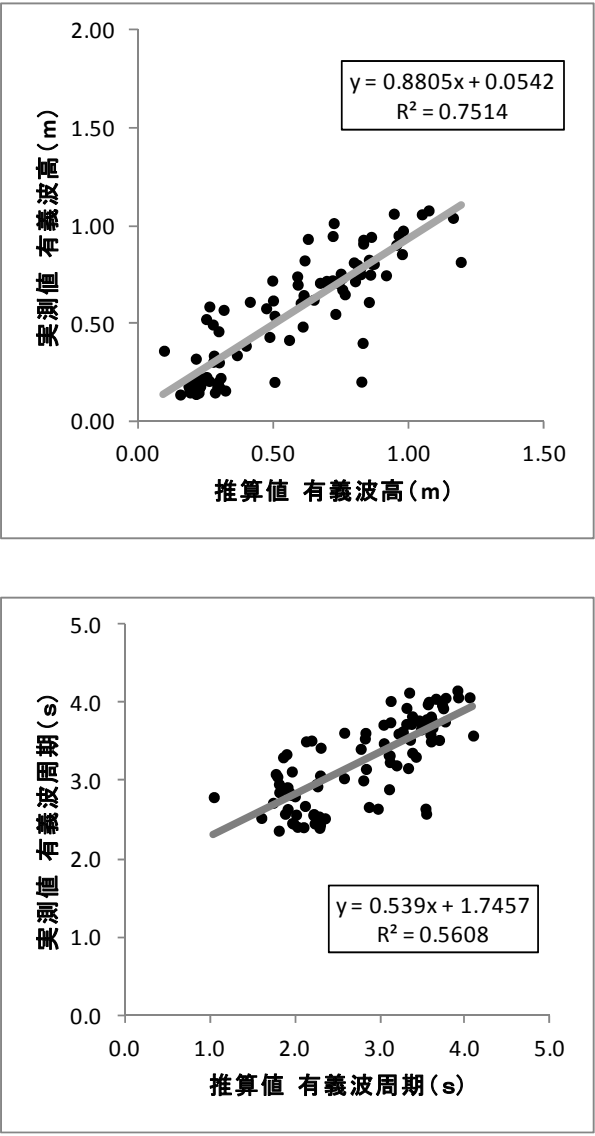 2.00
y = 0.8805x + 0.0542
R² = 0.7514
1.50
1.00
0.50
0.00
実測値 有義波高(m)
0.00 0.50 1.00 1.50
推算値 有義波高(m)
5.0
4.0
3.0
2.0
y = 0.539x + 1.7457
R² = 0.5608
1.0
0.0
実測値 有義波周期(s)
0.0 1.0 2.0 3.0 4.0 5.0
推算値 有義波周期(s)